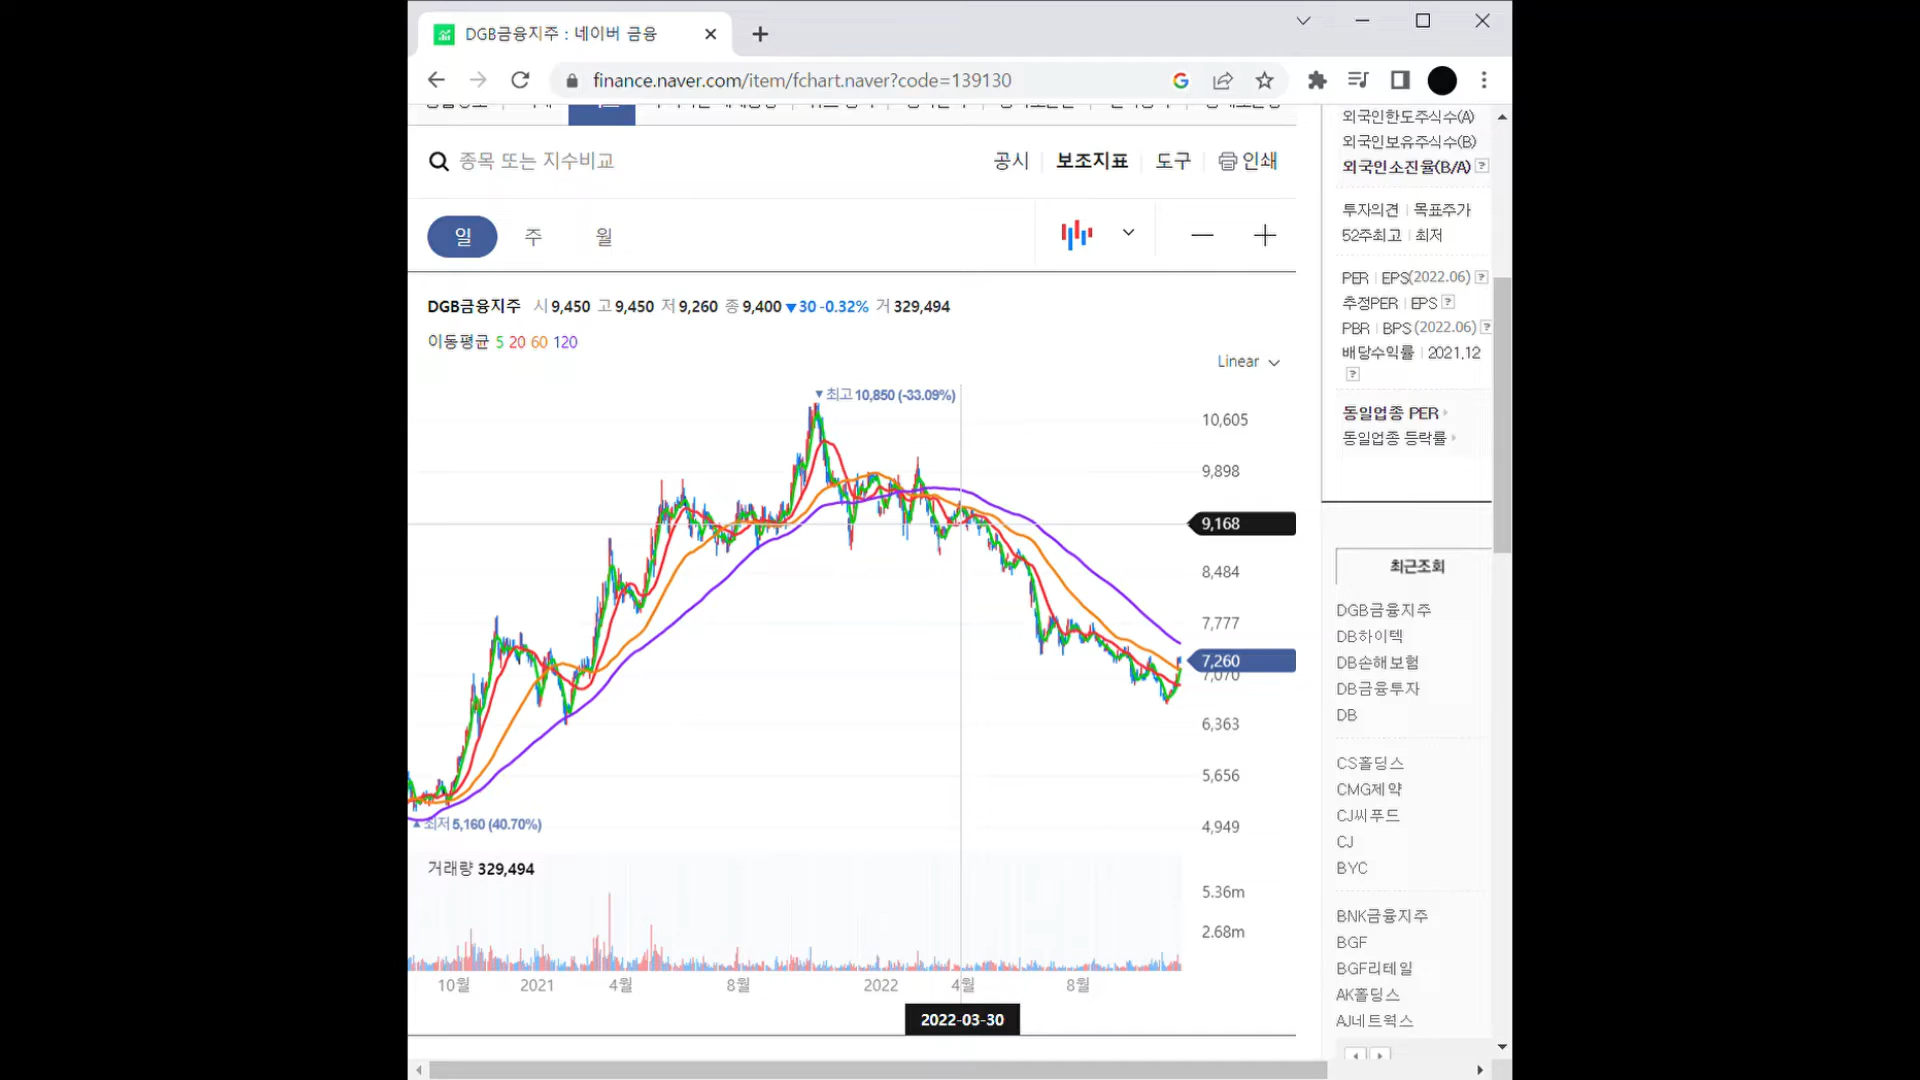 DGB금융지주 : 네이버 금융
finance.naver.com/item/fchart.naver?code=139130
종목 또는 지수비교
공시 보조지표 도구 인쇄
일 주 월
DGB금융지주 시 9,450 고 9,450 저 9,260 종 9,400 ▼30 -0.32% 거 329,494
이동평균 5 20 60 120
Linear
▼최고 10,850 (-33.09%)
10,605
9,898
9,168
8,484
7,777
7,260
7,070
6,363
5,656
4,949
▲최저 5,160 (40.70%)
거래량 329,494
5.36m
2.68m
10월 2021 4월 8월 2022 4월 8월
2022-03-30
외국인한도주식수(A)
외국인보유주식수(B)
외국인소진율(B/A) ?
투자의견 | 목표주가
52주최고 | 최저
PER | EPS(2022.06) ?
추정PER | EPS ?
PBR | BPS (2022.06) ?
배당수익률 | 2021.12
?
동일업종 PER
동일업종 등락률
최근조회
DGB금융지주
DB하이텍
DB손해보험
DB금융투자
DB
CS홀딩스
CMG제약
CJ씨푸드
CJ
BYC
BNK금융지주
BGF
BGF리테일
AK홀딩스
AJ네트웍스